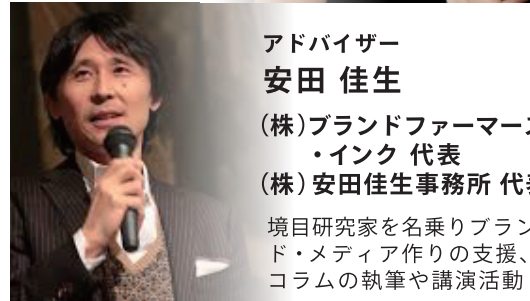 アドバイザー
安田 佳生
(株)ブランドファーマーズ
・インク 代表
(株) 安田佳生事務所 代表
境目研究家を名乗りブラン
ド・メディア作りの支援、
コラムの執筆や講演活動